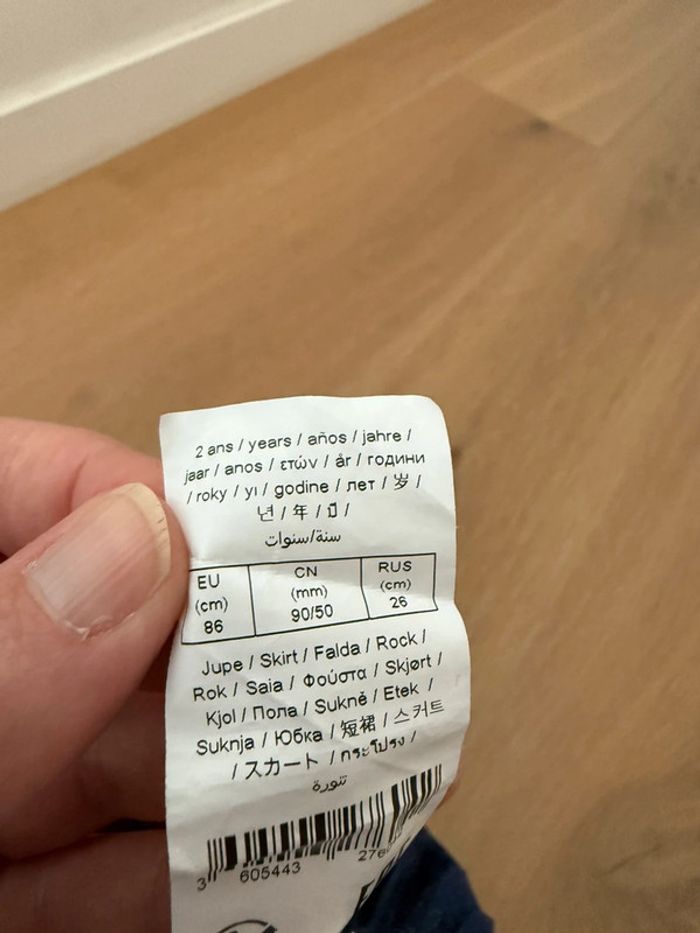 2 ans / years / años / jahre /
jaar / anos / ετών / år / години
/ roky / yı / godine / лет / 岁 /
년 / 年 / ปี /
سنة/سنوات
EU (cm) 86
CN (mm) 90/50
RUS (cm) 26
Jupe / Skirt / Falda / Rock /
Rok / Saia / Φούστα / Skjørt /
Kjol / Пола / Sukně / Etek /
Suknja / Юбка / 短裙 / 스커트
/ スカート / กระโปรง /
تنورة
3 605443 276